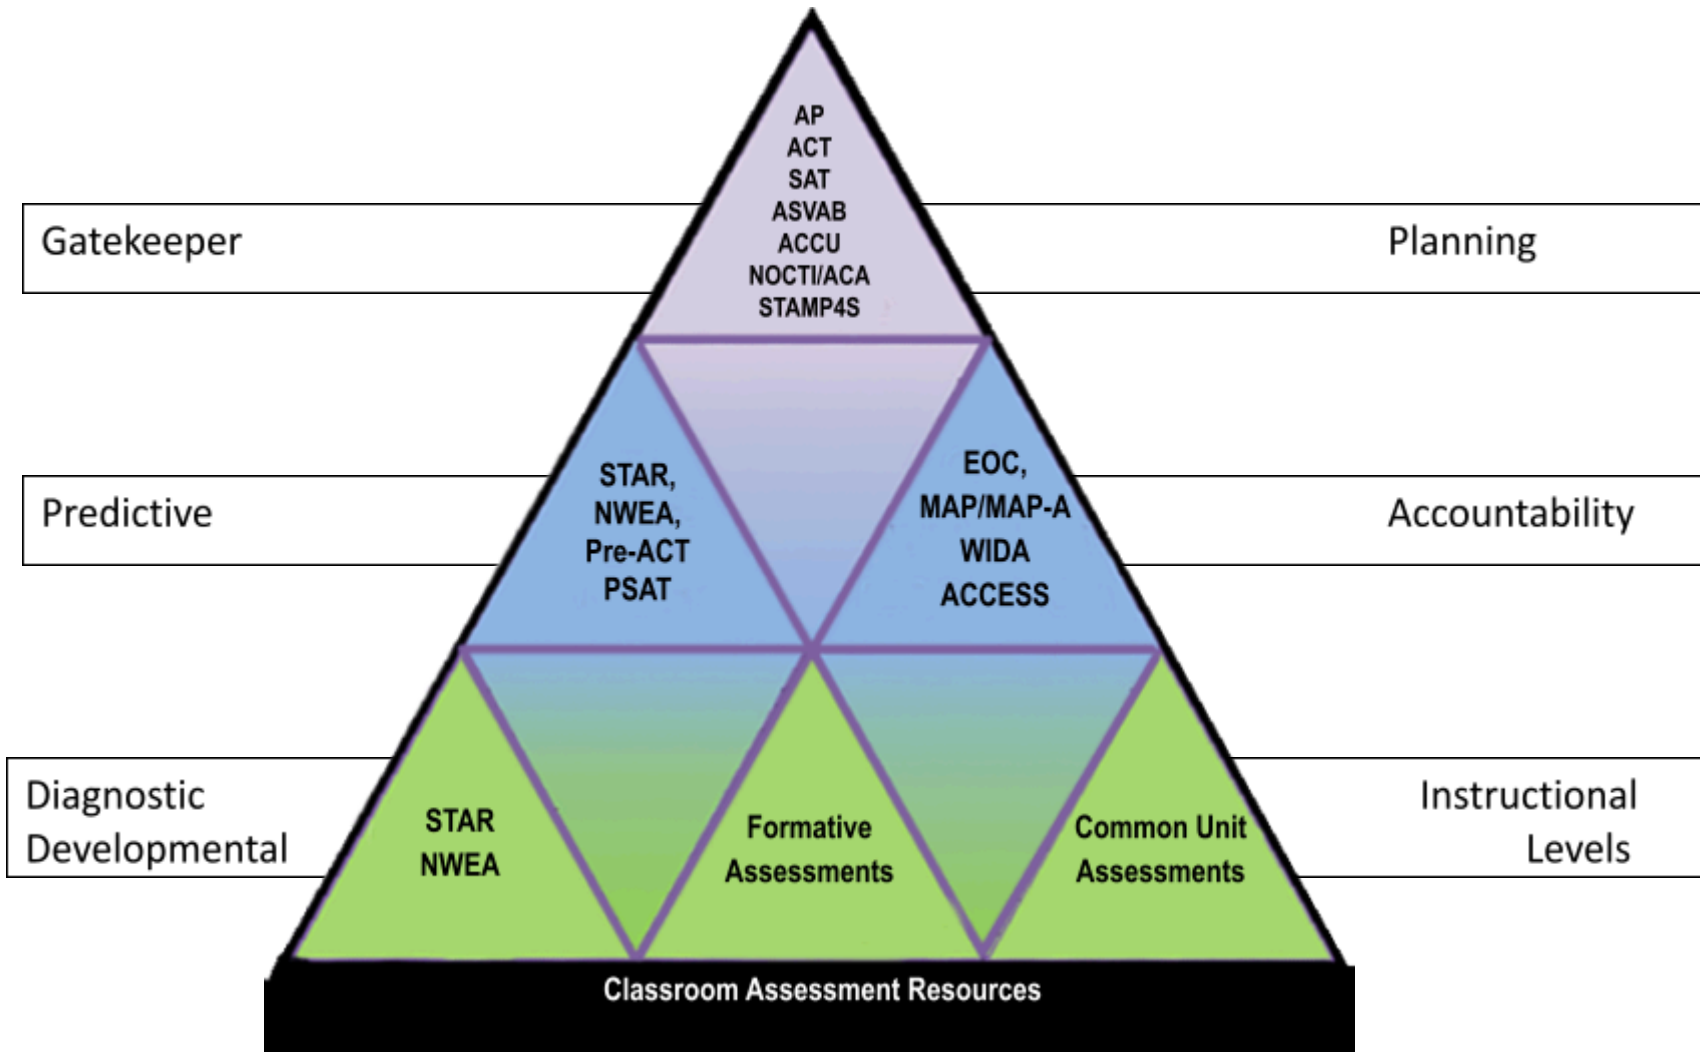 AP
ACT
SAT
ASVAB
ACCU
NOCTI/ACA
STAMP4S
Gatekeeper
Planning
STAR,
NWEA,
Pre-ACT
PSAT
EOC,
MAP/MAP-A
WIDA
ACCESS
Predictive
Accountability
Diagnostic
Developmental
STAR
NWEA
Formative
Assessments
Common Unit
Assessments
Instructional
Levels
Classroom Assessment Resources